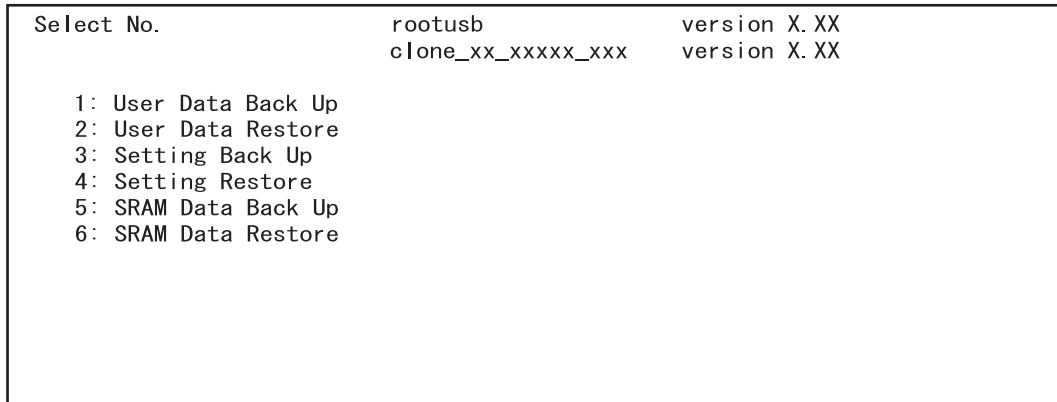 Select No. rootusb version X.XX
clone_xx_xxxxx_xxx version X.XX
1: User Data Back Up
2: User Data Restore
3: Setting Back Up
4: Setting Restore
5: SRAM Data Back Up
6: SRAM Data Restore